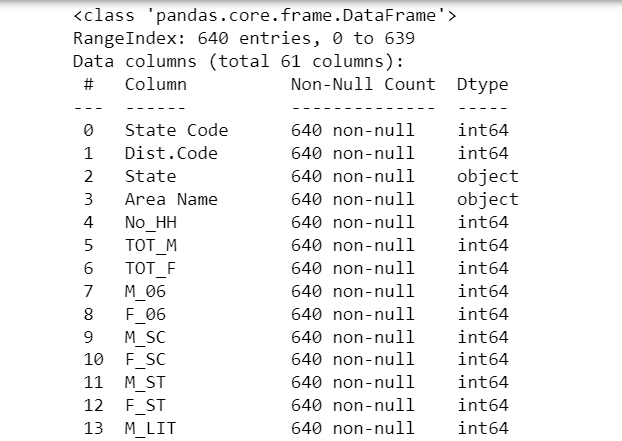 <class 'pandas.core.frame.DataFrame'>
RangeIndex: 640 entries, 0 to 639
Data columns (total 61 columns):
 #   Column          Non-Null Count  Dtype
---  ------          --------------  -----
 0   State Code      640 non-null    int64
 1   Dist.Code       640 non-null    int64
 2   State           640 non-null    object
 3   Area Name       640 non-null    object
 4   No_HH           640 non-null    int64
 5   TOT_M           640 non-null    int64
 6   TOT_F           640 non-null    int64
 7   M_06            640 non-null    int64
 8   F_06            640 non-null    int64
 9   M_SC            640 non-null    int64
 10  F_SC            640 non-null    int64
 11  M_ST            640 non-null    int64
 12  F_ST            640 non-null    int64
 13  M_LIT           640 non-null    int64